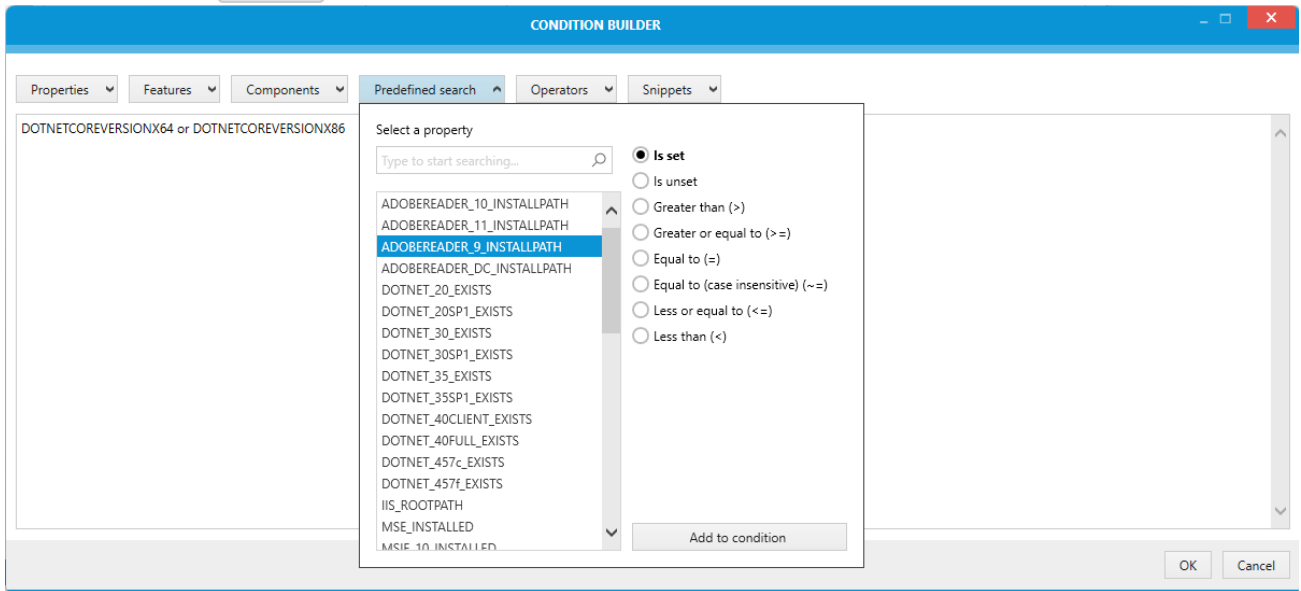 CONDITION BUILDER
Properties Features Components Predefined search Operators Snippets
DOTNETCOREVERSIONX64 or DOTNETCOREVERSIONX86
Select a property
Type to start searching...
ADOBEREADER_10_INSTALLPATH
ADOBEREADER_11_INSTALLPATH
ADOBEREADER_9_INSTALLPATH
ADOBEREADER_DC_INSTALLPATH
DOTNET_20_EXISTS
DOTNET_20SP1_EXISTS
DOTNET_30_EXISTS
DOTNET_30SP1_EXISTS
DOTNET_35_EXISTS
DOTNET_35SP1_EXISTS
DOTNET_40CLIENT_EXISTS
DOTNET_40FULL_EXISTS
DOTNET_457c_EXISTS
DOTNET_457f_EXISTS
IIS_ROOTPATH
MSE_INSTALLED
MSIE_10_INSTALLED
Is set
Is unset
Greater than (>)
Greater or equal to (>=)
Equal to (=)
Equal to (case insensitive) (~=)
Less or equal to (<=)
Less than (<)
Add to condition
OK Cancel